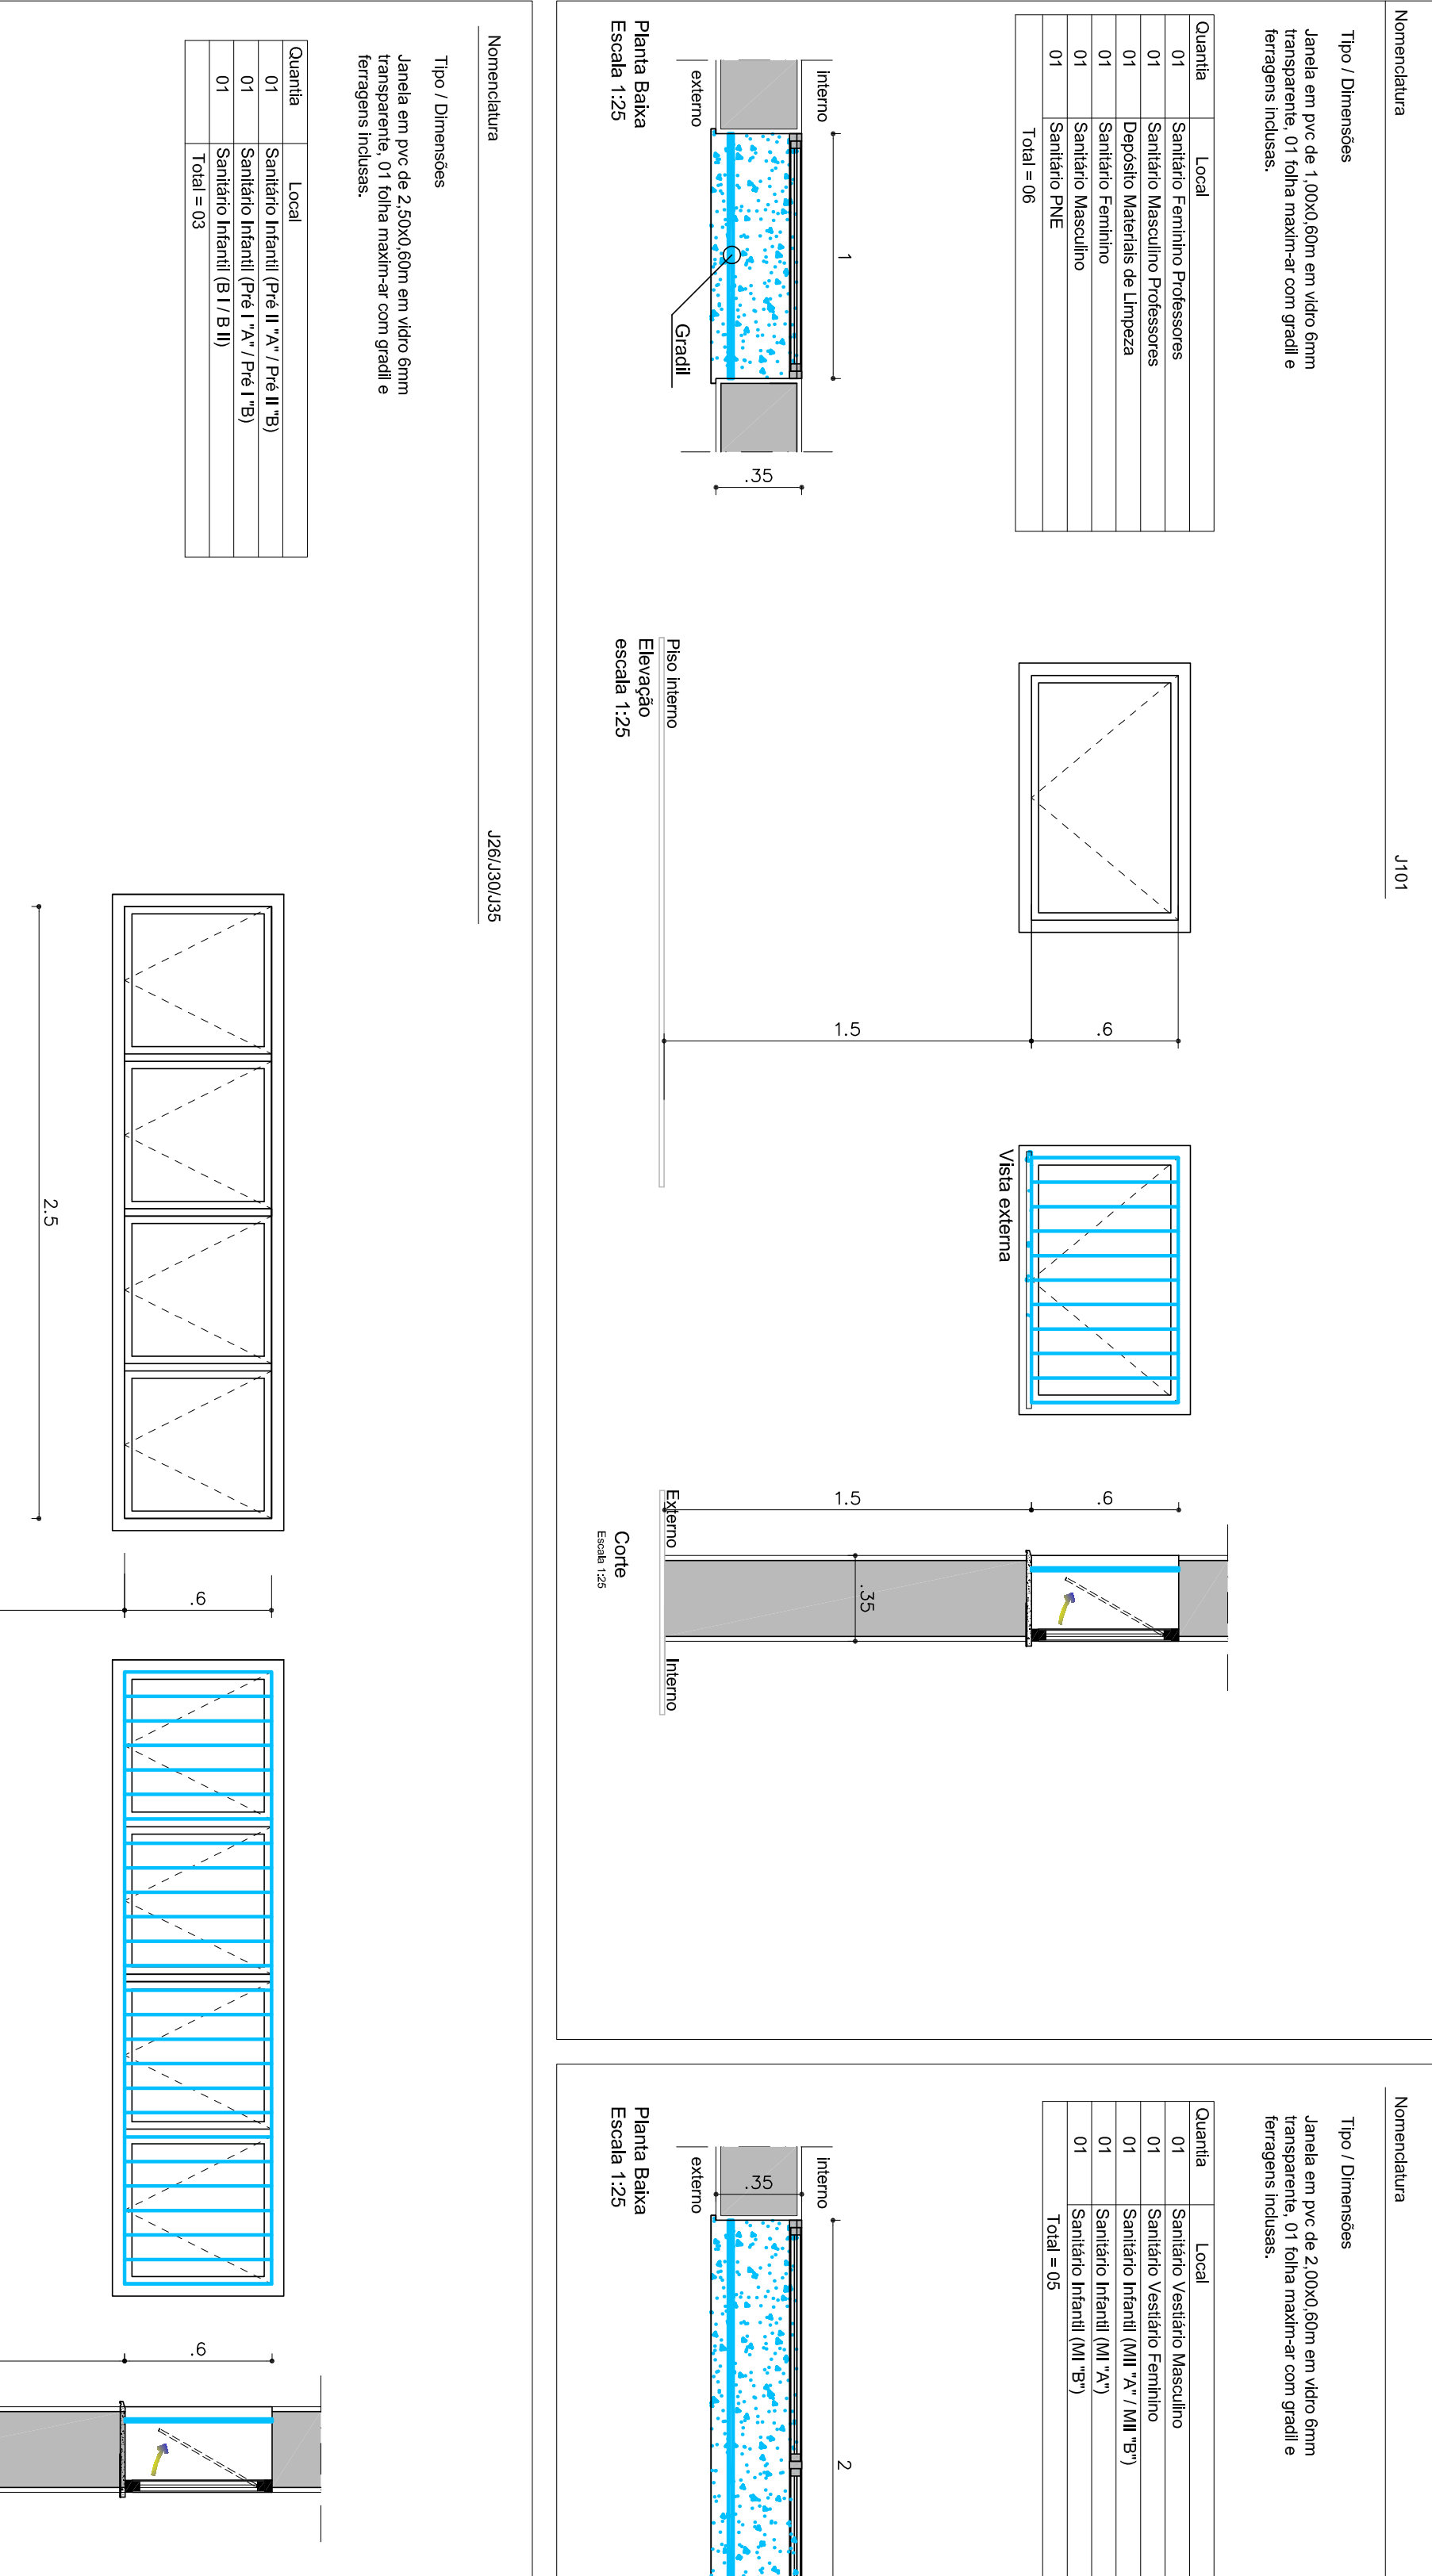 Nomenclatura
J101
Tipo / Dimensões
Janela em pvc de 1,00x0,60m em vidro 6mm
transparente, 01 folha maxim-ar com gradil e
ferragens inclusas.
Quantia Local
01 Sanitário Feminino Professores
01 Sanitário Masculino Professores
01 Depósito Materiais de Limpeza
01 Sanitário Feminino
01 Sanitário Masculino
01 Sanitário PNE
Total = 06
interno
externo
1
.35
Gradil
Planta Baixa
Escala 1:25
.6
1.5
Piso interno
Elevação
escala 1:25
Vista externa
.6
1.5
.35
Externo
Interno
Corte
Escala 1:25
Nomenclatura
Tipo / Dimensões
Janela em pvc de 2,00x0,60m em vidro 6mm
transparente, 01 folha maxim-ar com gradil e
ferragens inclusas.
Quantia Local
01 Sanitário Vestiário Masculino
01 Sanitário Vestiário Feminino
01 Sanitário Infantil (MII "A" / MII "B")
01 Sanitário Infantil (MI "A")
01 Sanitário Infantil (MI "B")
Total = 05
interno
externo
.35
2
Planta Baixa
Escala 1:25
Nomenclatura
J26/J30/J35
Tipo / Dimensões
Janela em pvc de 2,50x0,60m em vidro 6mm
transparente, 01 folha maxim-ar com gradil e
ferragens inclusas.
Quantia Local
01 Sanitário Infantil (Pré II "A" / Pré II "B)
01 Sanitário Infantil (Pré I "A" / Pré I "B)
01 Sanitário Infantil (B I / B II)
Total = 03
2.5
.6
.6